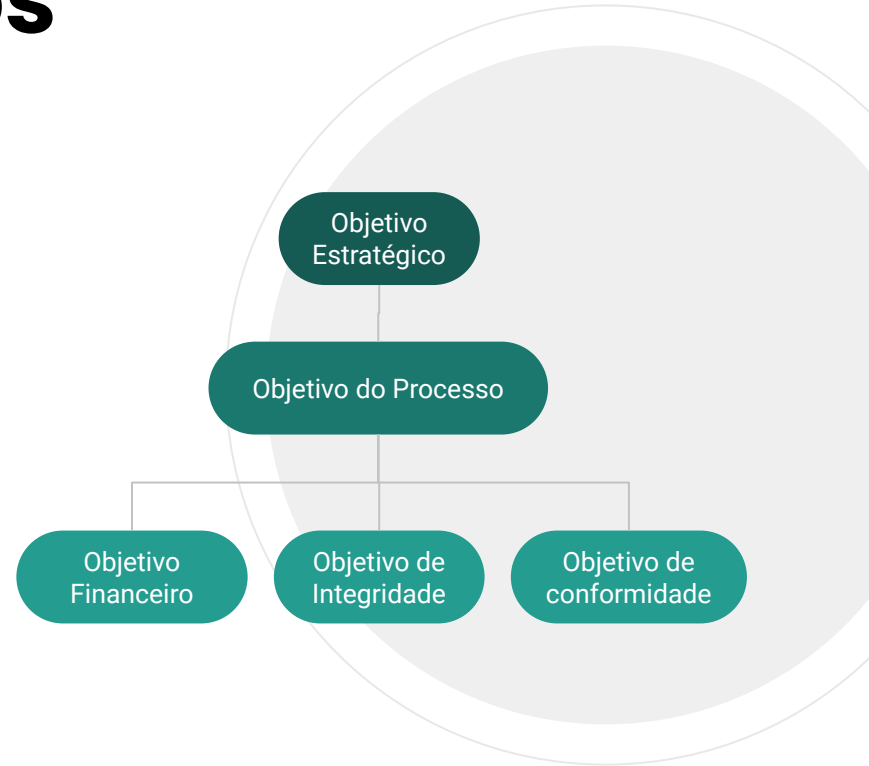 Objetivo
Estratégico
Objetivo do Processo
Objetivo
Financeiro
Objetivo de
Integridade
Objetivo de
conformidade